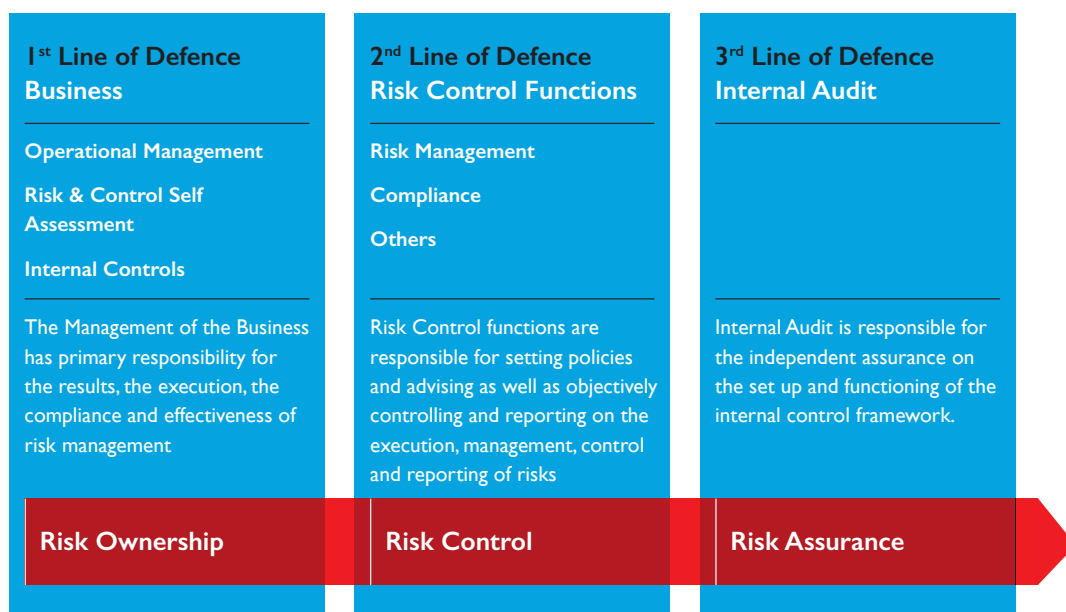 1st Line of Defence
Business
Operational Management
Risk & Control Self
Assessment
Internal Controls
The Management of the Business
has primary responsibility for
the results, the execution, the
compliance and effectiveness of
risk management
Risk Ownership
2nd Line of Defence
Risk Control Functions
Risk Management
Compliance
Others
Risk Control functions are
responsible for setting policies
and advising as well as objectively
controlling and reporting on the
execution, management, control
and reporting of risks
Risk Control
3rd Line of Defence
Internal Audit
Internal Audit is responsible for
the independent assurance on
the set up and functioning of the
internal control framework.
Risk Assurance